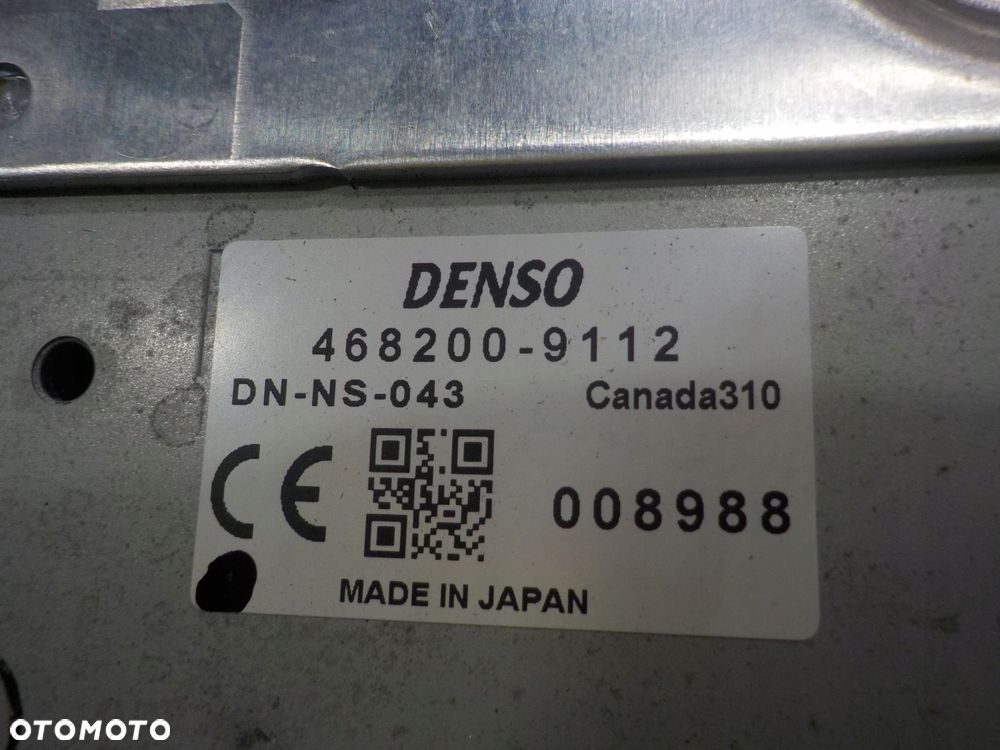 DENSO
468200-9112
DN-NS-043 Canada310
CE
008988
MADE IN JAPAN
OTOMOTO